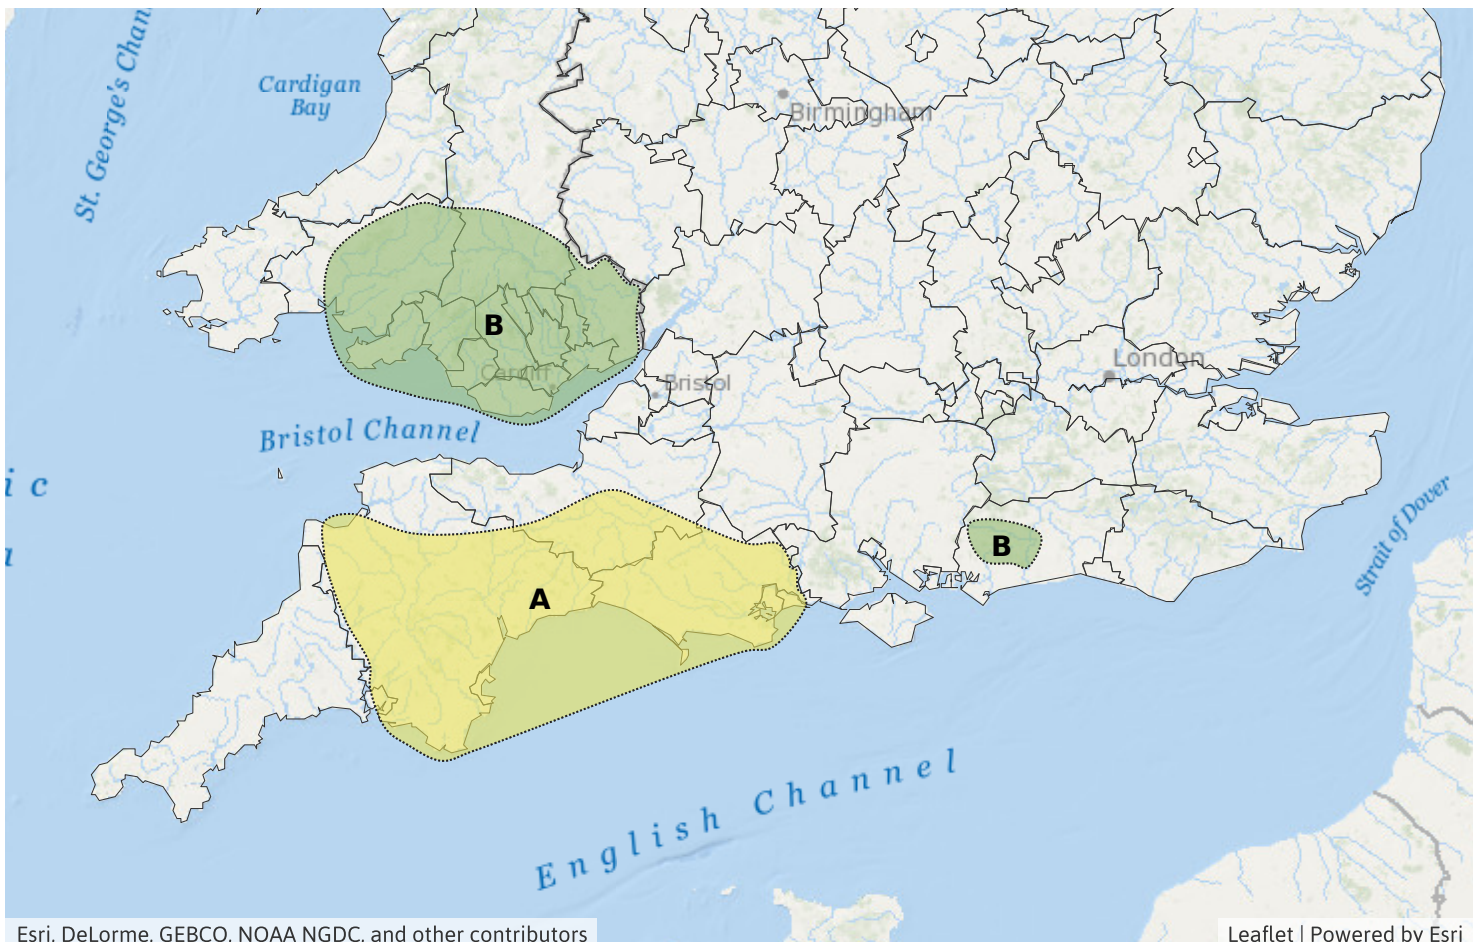 St. George's Chan
Cardigan
Bay
Birmingham
B
Cardiff
Bristol
London
Bristol Channel
i c
a
A
B
Strait of Dover
English Channel
Esri, DeLorme, GEBCO, NOAA NGDC, and other contributors
Leaflet | Powered by Esri